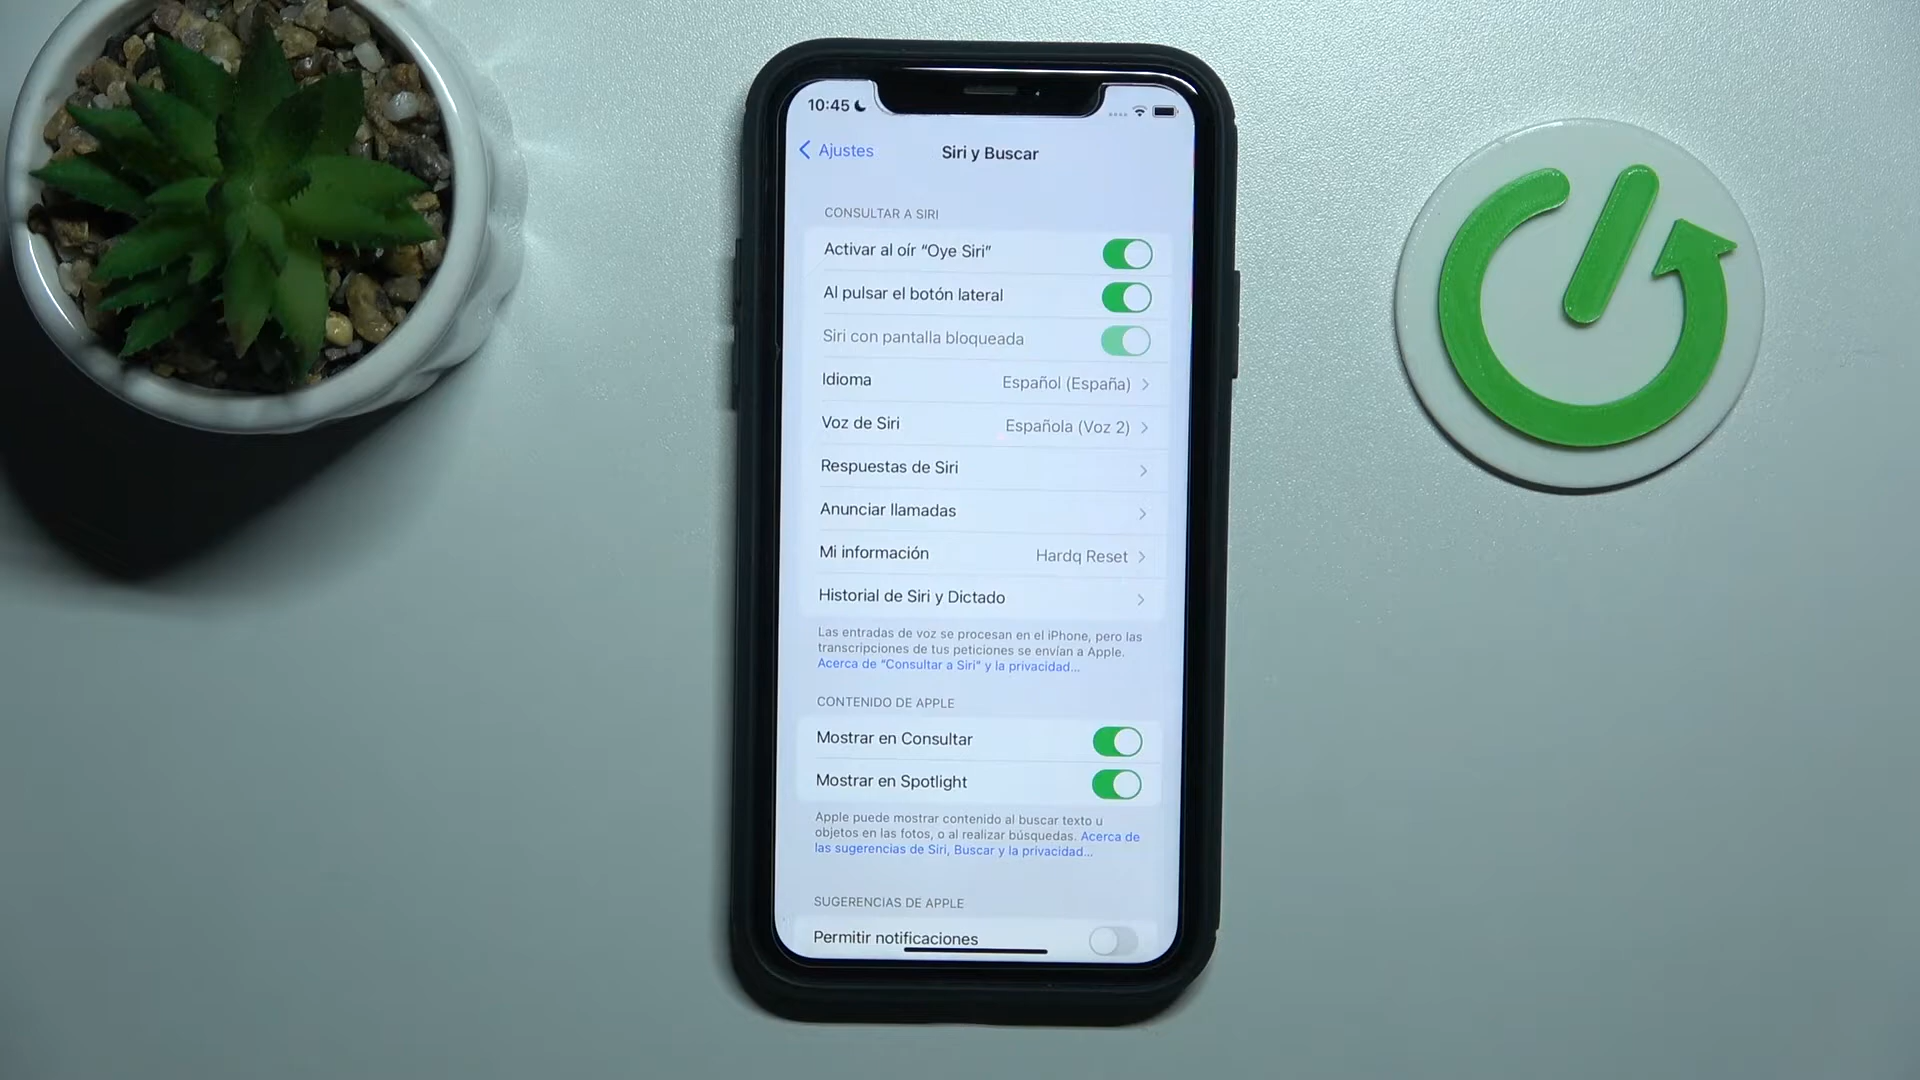 10:45
Ajustes
Siri y Buscar
CONSULTAR A SIRI
Activar al oír “Oye Siri”
Al pulsar el botón lateral
Siri con pantalla bloqueada
Idioma Español (España)
Voz de Siri Española (Voz 2)
Respuestas de Siri
Anunciar llamadas
Mi información Hardq Reset
Historial de Siri y Dictado
Las entradas de voz se procesan en el iPhone, pero las
transcripciones de tus peticiones se envían a Apple.
Acerca de “Consultar a Siri” y la privacidad...
CONTENIDO DE APPLE
Mostrar en Consultar
Mostrar en Spotlight
Apple puede mostrar contenido al buscar texto u
objetos en las fotos, o al realizar búsquedas. Acerca de
las sugerencias de Siri, Buscar y la privacidad...
SUGERENCIAS DE APPLE
Permitir notificaciones